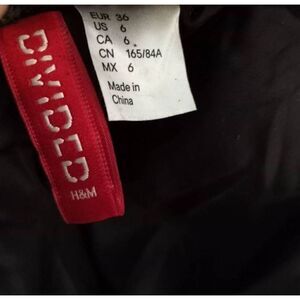 DIVIDED
H&M
EUR 36
US 6
CA 6
CN 165/84A
MX 6
Made in
China